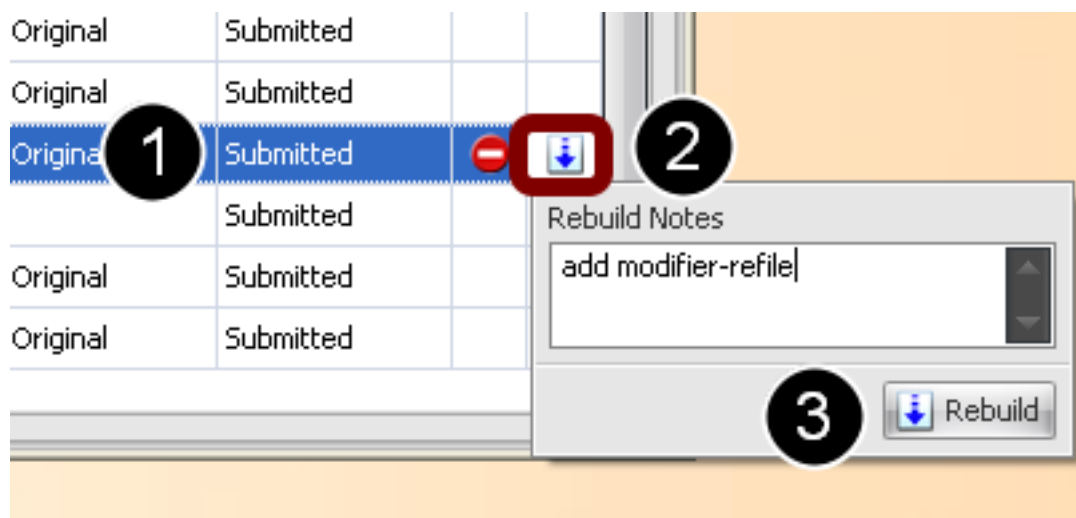 Original Submitted
Original Submitted
1
Origina Submitted
2
Submitted
Rebuild Notes
Original Submitted
add modifier-refile
Original Submitted
3
Rebuild